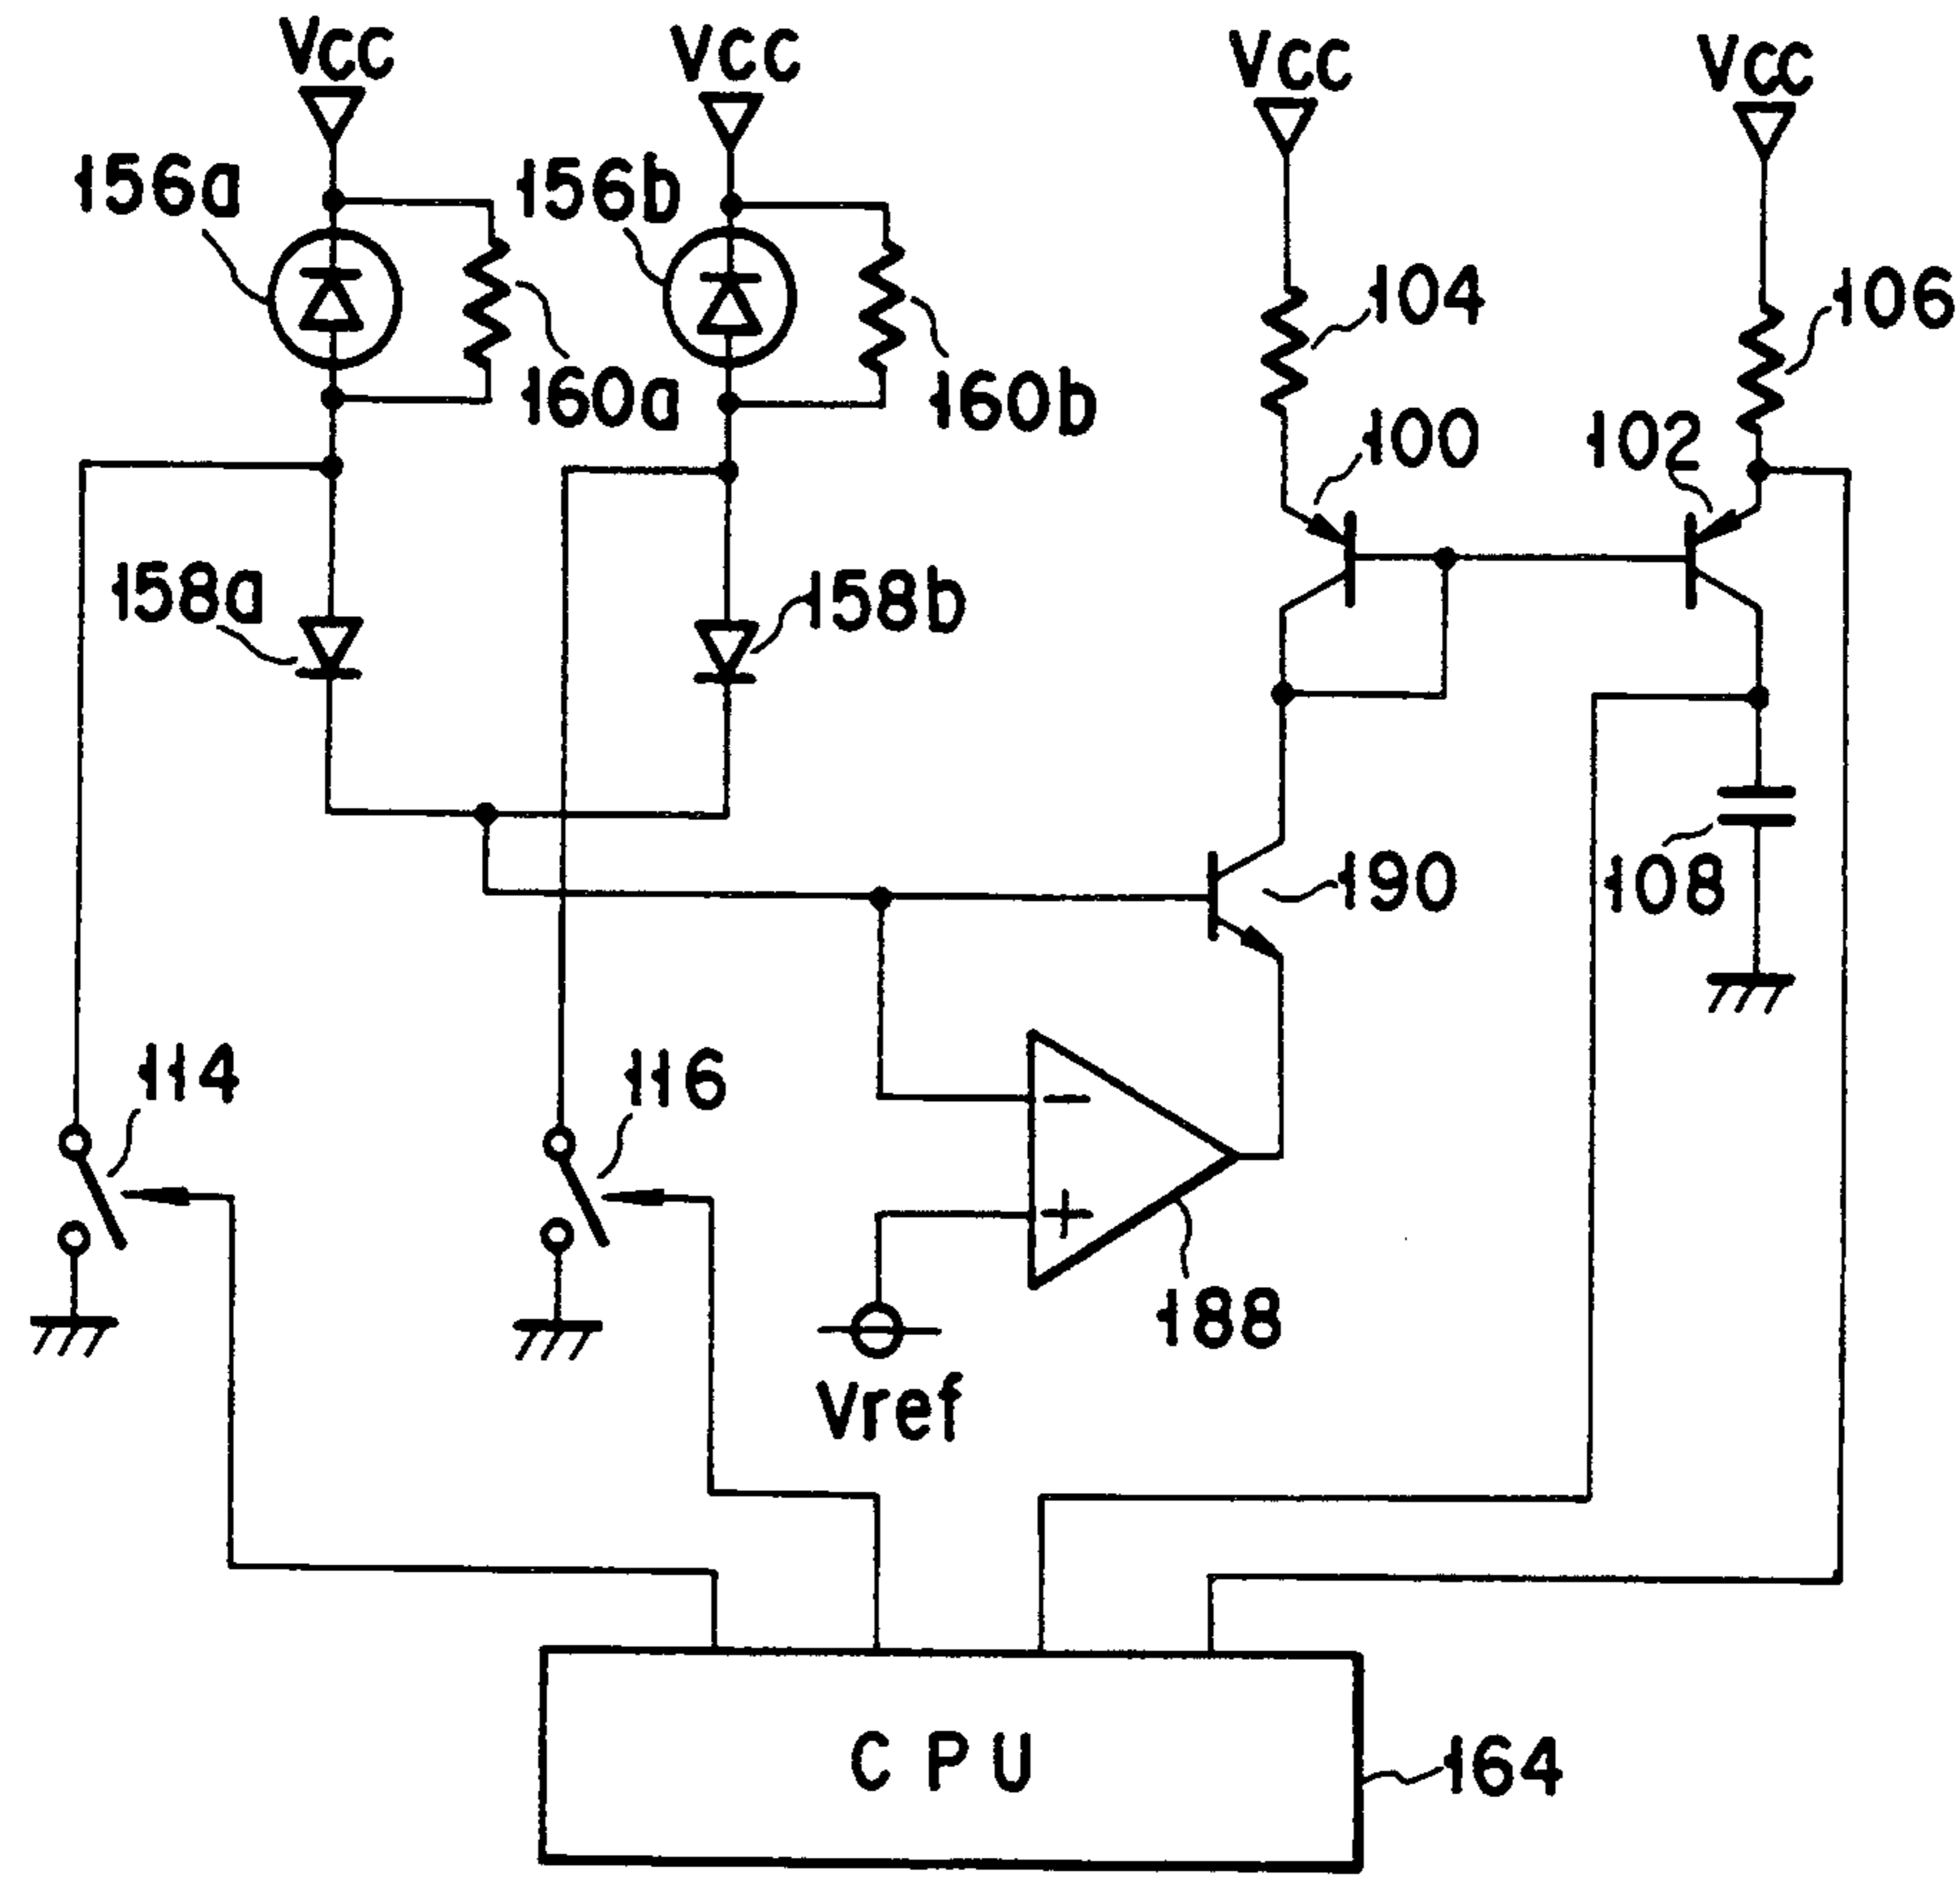 VCC
VCC
VCC
VCC
156a
156b
104
106
160a
160b
100
102
158a
158b
190
108
114
116
−
+
188
Vref
CPU
164